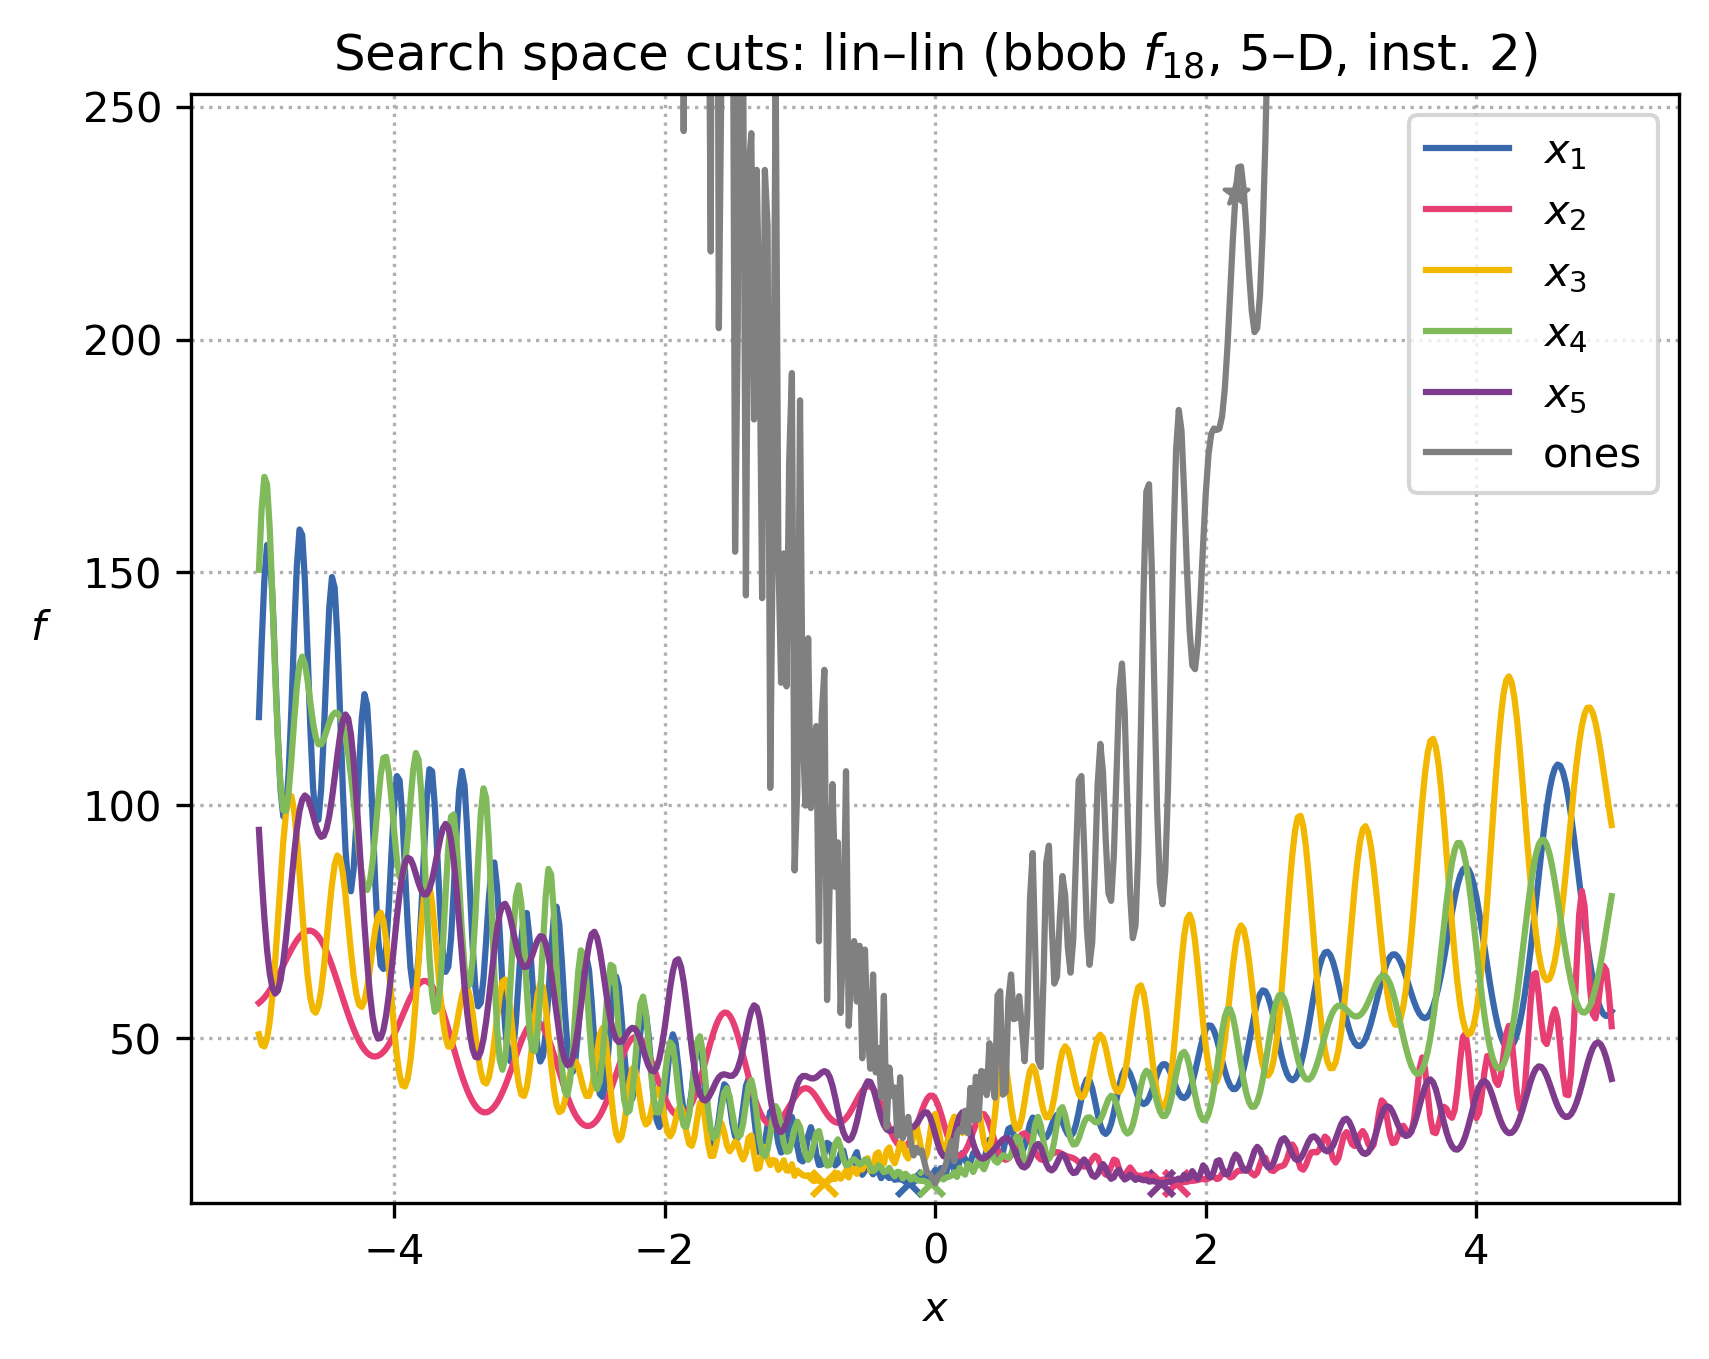 Search space cuts: lin–lin (bbob f₁₈, 5–D, inst. 2)
250
200
150
100
50
f
−4
−2
0
2
4
x
x₁
x₂
x₃
x₄
x₅
ones